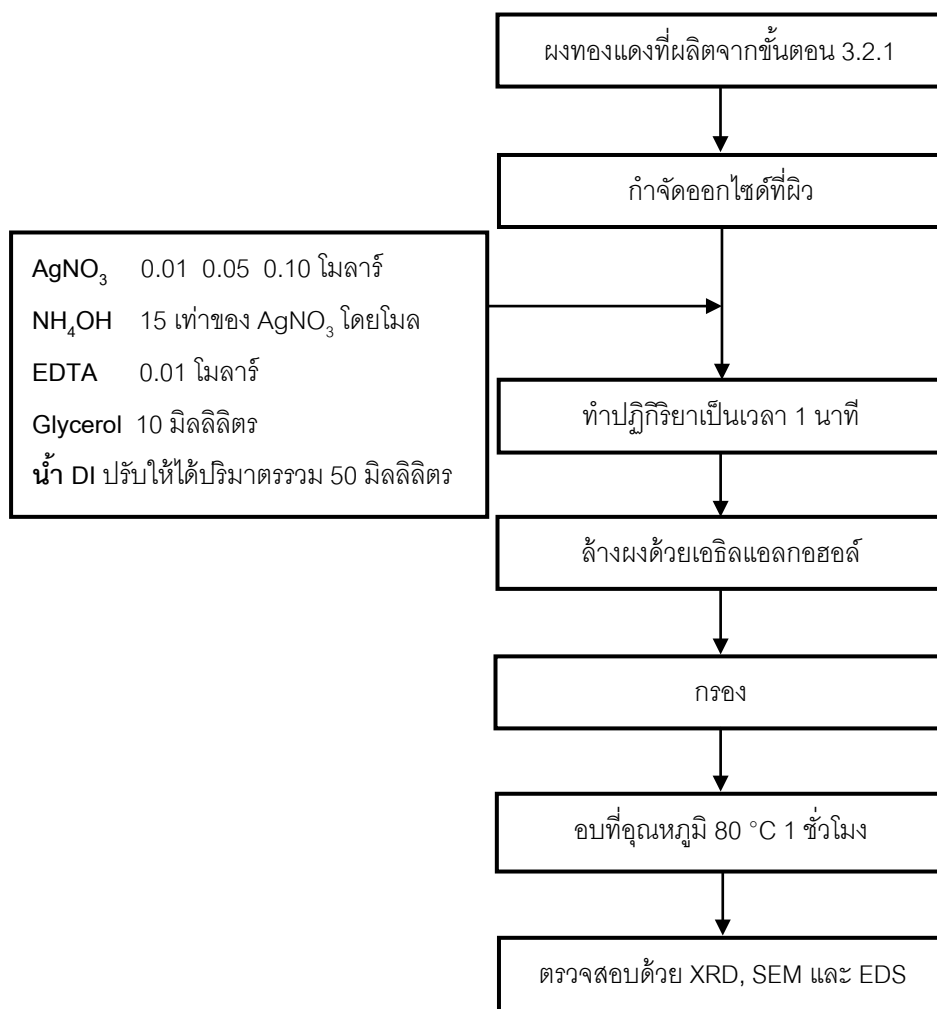 ผงทองแดงที่ผลิตจากขั้นตอน 3.2.1
กำจัดออกไซด์ที่ผิว
AgNO₃ 0.01 0.05 0.10 โมลาร์
NH₄OH 15 เท่าของ AgNO₃ โดยโมล
EDTA 0.01 โมลาร์
Glycerol 10 มิลลิลิตร
น้ำ DI ปรับให้ได้ปริมาตรรวม 50 มิลลิลิตร
ทำปฏิกิริยาเป็นเวลา 1 นาที
ล้างผงด้วยเอธิลแอลกอฮอล์
กรอง
อบที่อุณหภูมิ 80 °C 1 ชั่วโมง
ตรวจสอบด้วย XRD, SEM และ EDS